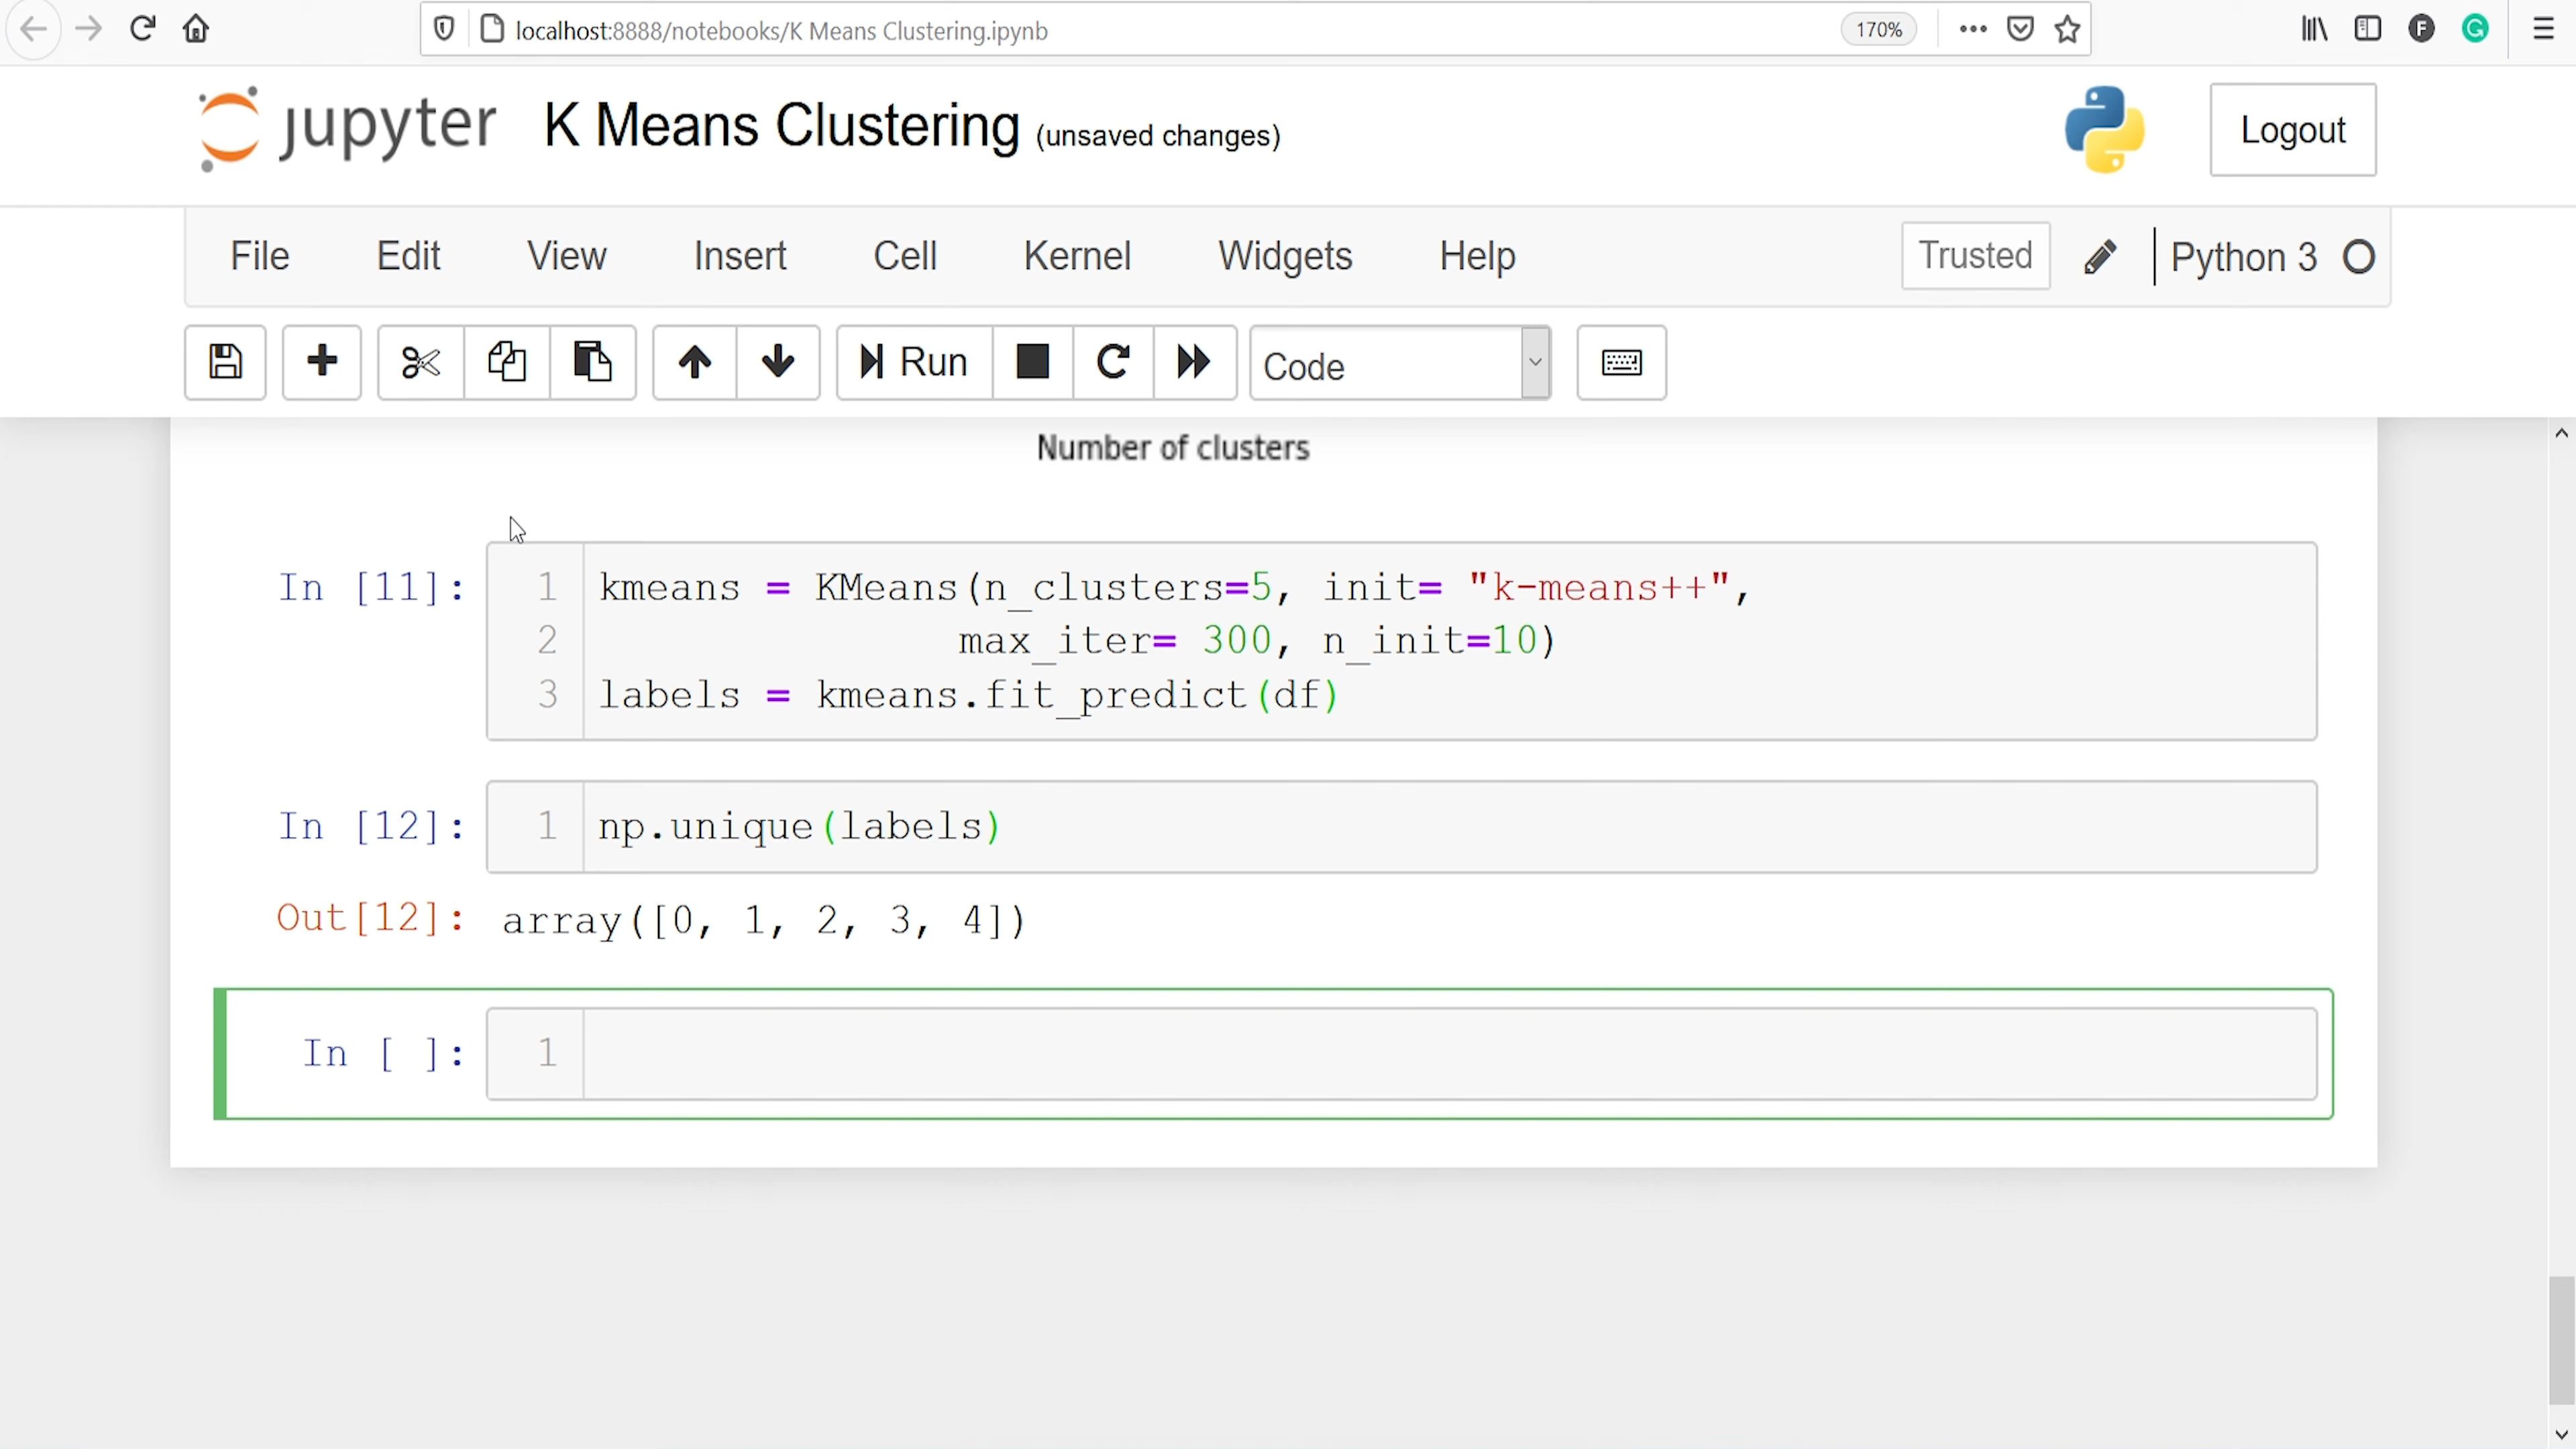 localhost:8888/notebooks/K Means Clustering.ipynb
170%
F
G
jupyter K Means Clustering (unsaved changes)
Logout
File Edit View Insert Cell Kernel Widgets Help
Trusted
Python 3
Run
Code
Number of clusters
In [11]:
1 kmeans = KMeans(n_clusters=5, init= "k-means++",
2 max_iter= 300, n_init=10)
3 labels = kmeans.fit_predict(df)
In [12]:
1 np.unique(labels)
Out[12]: array([0, 1, 2, 3, 4])
In [ ]:
1